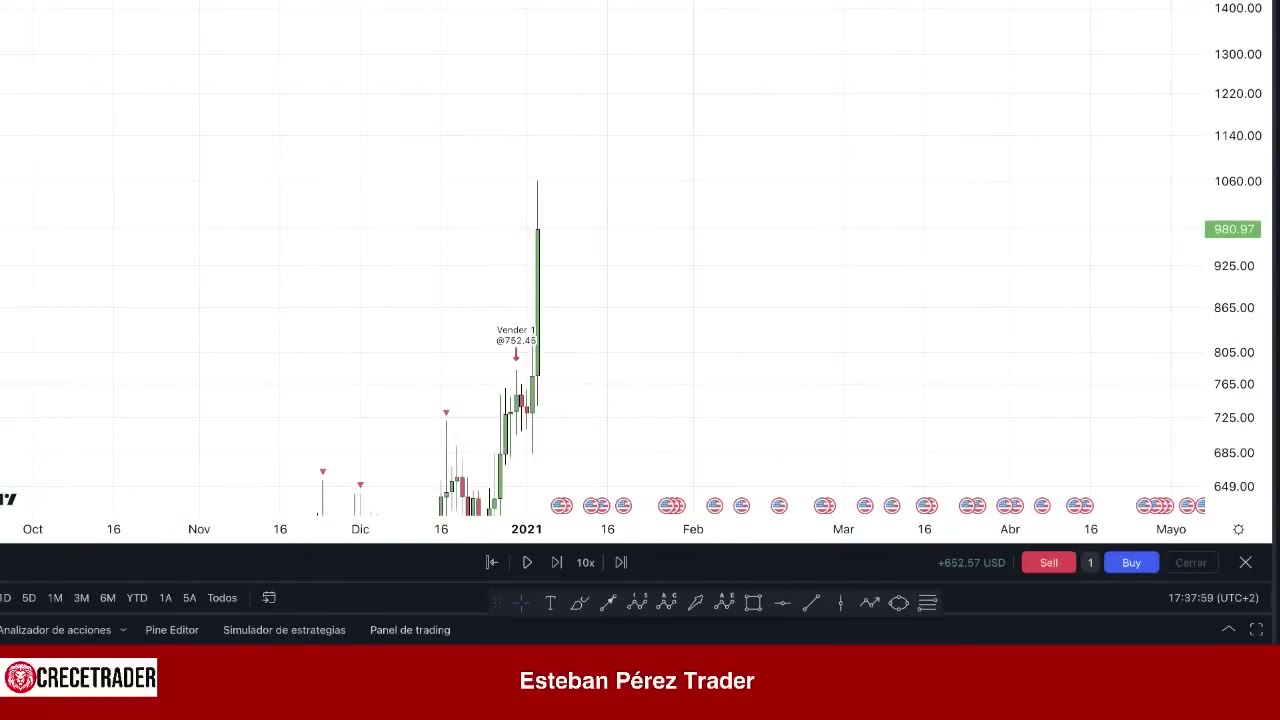 1400.00
1300.00
1220.00
1140.00
1060.00
980.97
925.00
865.00
Vender 1
@752.45
805.00
765.00
725.00
685.00
649.00
Oct 16 Nov 16 Dic 16 2021 16 Feb Mar 16 Abr 16 Mayo
10x +652.57 USD Sell 1 Buy Cerrar
1D 5D 1M 3M 6M YTD 1A 5A Todos 17:37:59 (UTC+2)
Analizador de acciones Pine Editor Simulador de estrategias Panel de trading
CRECETRADER
Esteban Pérez Trader